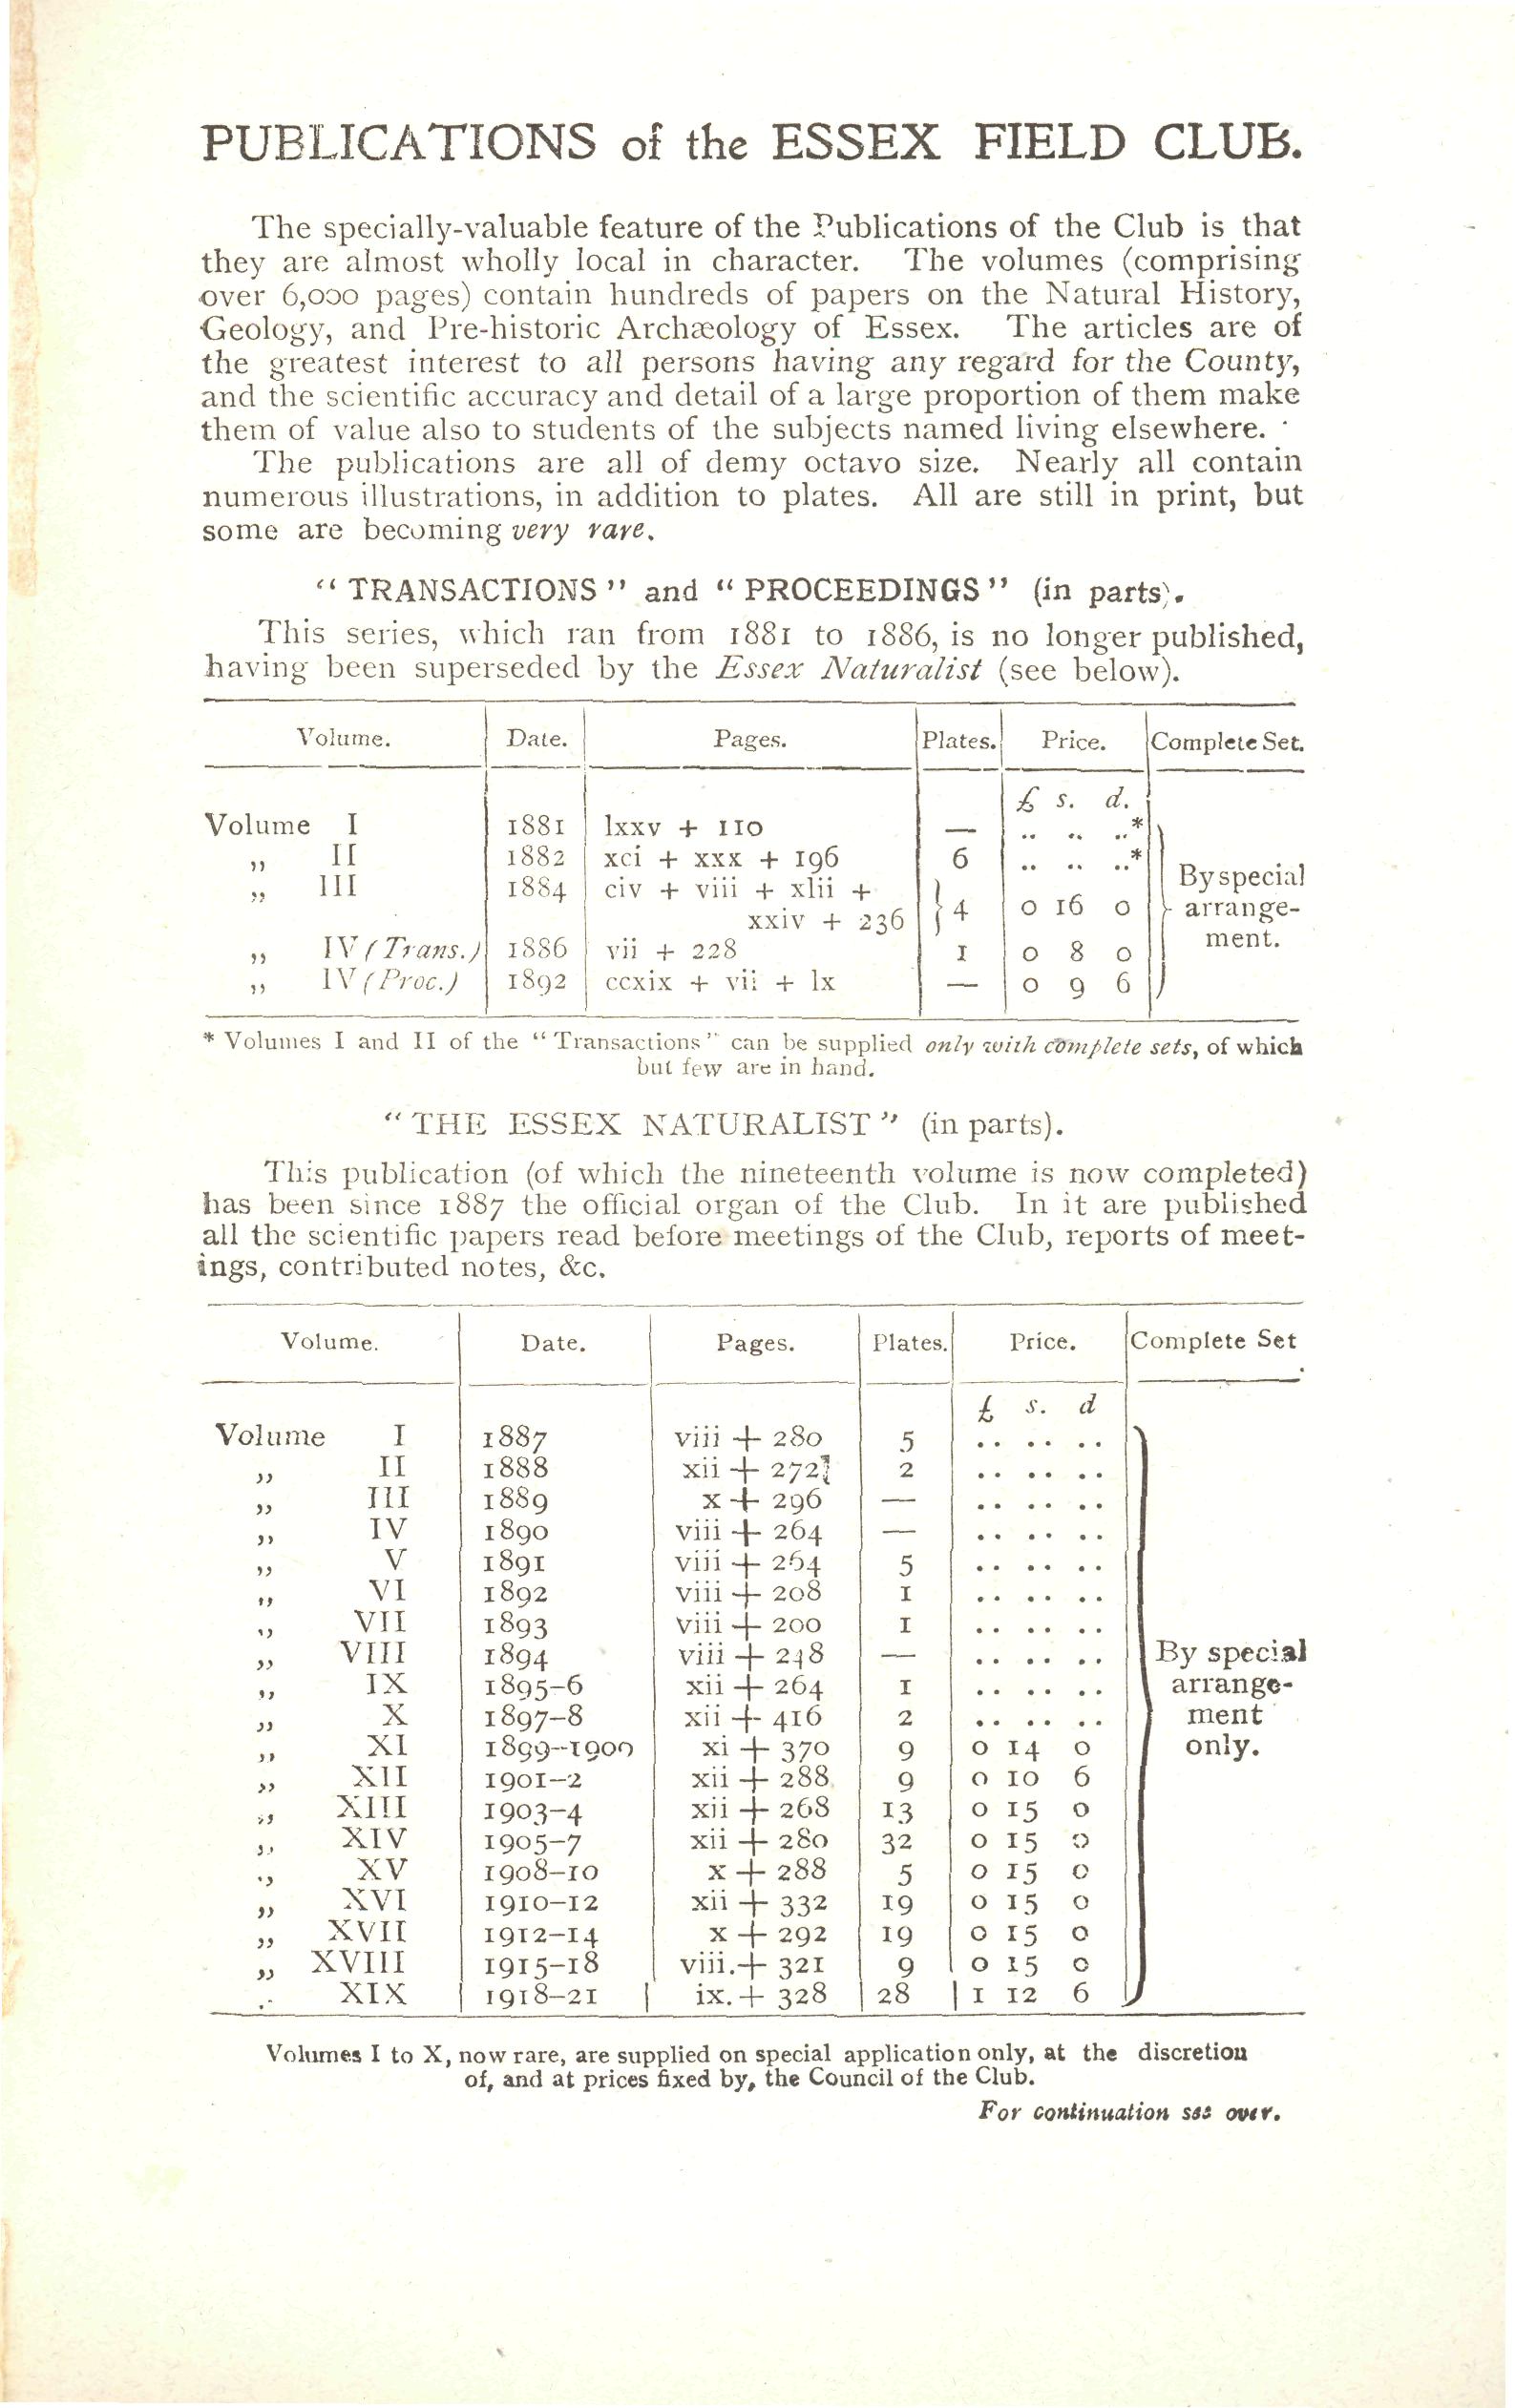 PUBLICATIONS of the ESSEX FIELD CLUB.
The specially-valuable feature of the Publications of the Club is that
they are almost wholly local in character. The volumes (comprising
over 6,000 pages) contain hundreds of papers on the Natural History,
Geology, and Pre-historic Archæology of Essex. The articles are of
the greatest interest to all persons having any regard for the County,
and the scientific accuracy and detail of a large proportion of them make
them of value also to students of the subjects named living elsewhere.
The publications are all of demy octavo size. Nearly all contain
numerous illustrations, in addition to plates. All are still in print, but
some are becoming very rare.
“ TRANSACTIONS ” and “ PROCEEDINGS ” (in parts).
This series, which ran from 1881 to 1886, is no longer published,
having been superseded by the Essex Naturalist (see below).
Volume. Date. Pages. Plates. Price. Complete Set.
£ s. d.
Volume I 1881 lxxv + 110 — .. .. ..*
„ II 1882 xci + xxx + 196 6 .. .. ..*
„ III 1884 civ + viii + xlii +
xxiv + 236 4 0 16 0
„ IV (Trans.) 1886 vii + 228 1 0 8 0
„ IV (Proc.) 1892 ccxix + vii + lx — 0 9 6
By special
arrange-
ment.
* Volumes I and II of the “Transactions” can be supplied only with complete sets, of which
but few are in hand.
“ THE ESSEX NATURALIST ” (in parts).
This publication (of which the nineteenth volume is now completed)
has been since 1887 the official organ of the Club. In it are published
all the scientific papers read before meetings of the Club, reports of meet-
ings, contributed notes, &c.
Volume. Date. Pages. Plates. Price. Complete Set
£ s. d
Volume I 1887 viii + 280 5 .. .. ..
„ II 1888 xii + 272 2 .. .. ..
„ III 1889 x + 296 — .. .. ..
„ IV 1890 viii + 264 — .. .. ..
„ V 1891 viii + 264 5 .. .. ..
„ VI 1892 viii + 208 1 .. .. ..
„ VII 1893 viii + 200 1 .. .. ..
„ VIII 1894 viii + 248 — .. .. ..
„ IX 1895–6 xii + 264 1 .. .. ..
„ X 1897–8 xii + 416 2 .. .. ..
„ XI 1899–1900 xi + 370 9 0 14 0
„ XII 1901–2 xii + 288 9 0 10 6
„ XIII 1903–4 xii + 268 13 0 15 0
„ XIV 1905–7 xii + 280 32 0 15 0
„ XV 1908–10 x + 288 5 0 15 0
„ XVI 1910–12 xii + 332 19 0 15 0
„ XVII 1912–14 x + 292 19 0 15 0
„ XVIII 1915–18 viii. + 321 9 0 15 0
„ XIX 1918–21 ix. + 328 28 1 12 6
By special
arrange-
ment
only.
Volumes I to X, now rare, are supplied on special application only, at the discretion
of, and at prices fixed by, the Council of the Club.
For continuation see over.